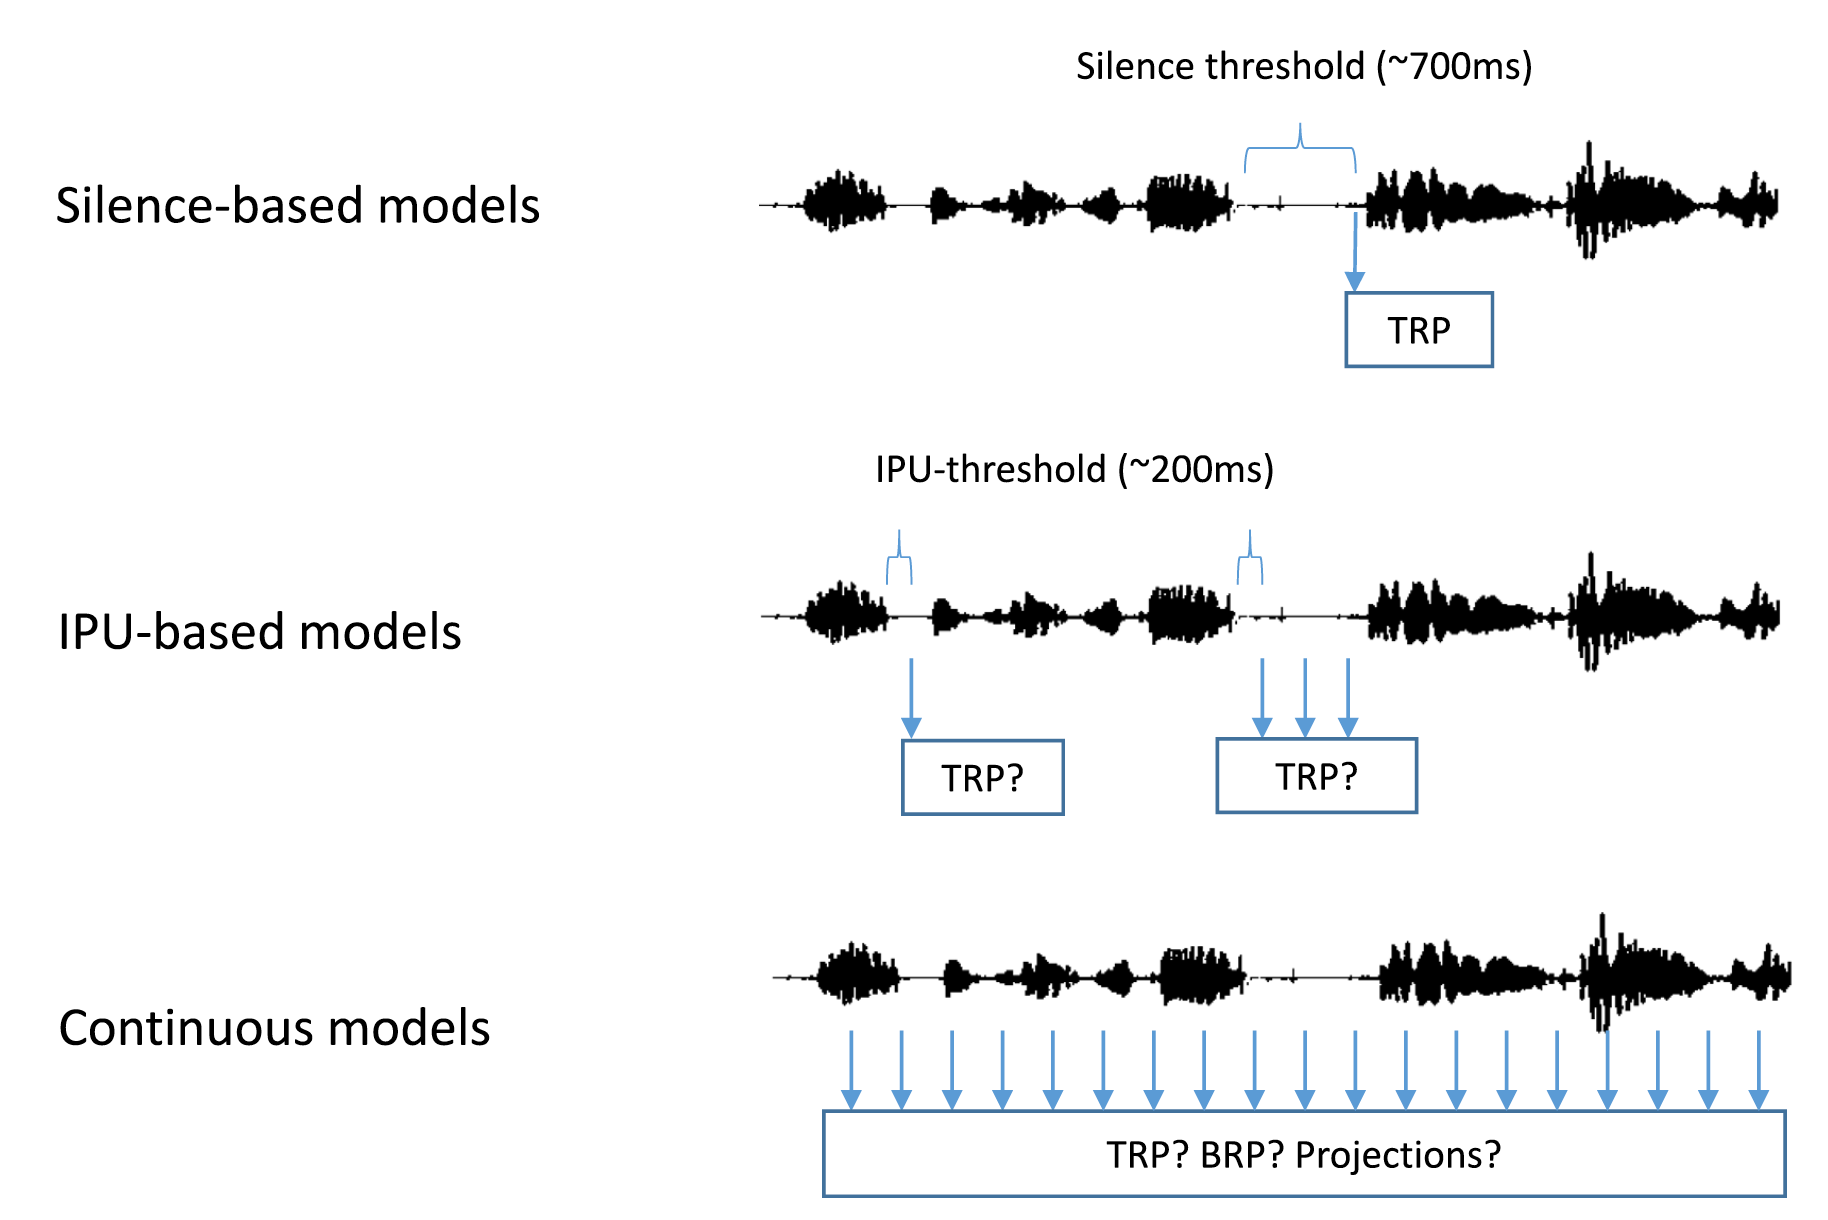 Silence threshold (~700ms)
Silence-based models
TRP
IPU-threshold (~200ms)
IPU-based models
TRP?
TRP?
Continuous models
TRP? BRP? Projections?